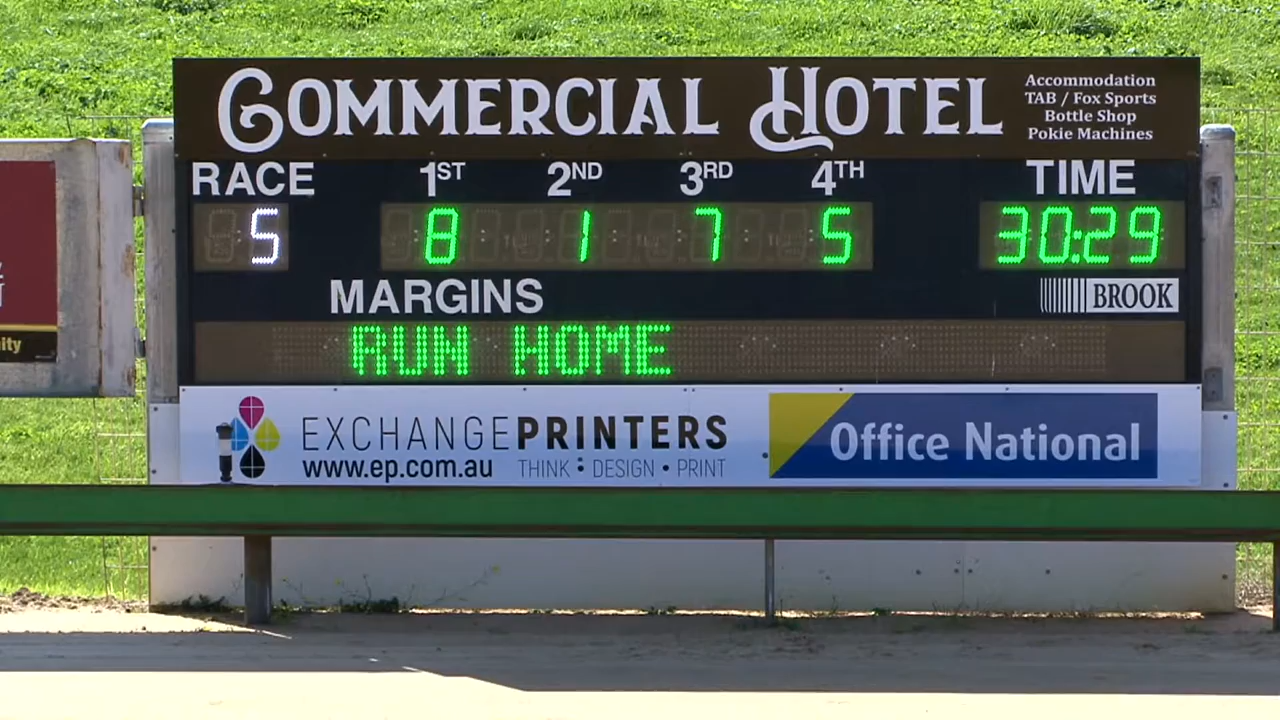 COMMERCIAL HOTEL
Accommodation
TAB / Fox Sports
Bottle Shop
Pokie Machines
RACE 1ST 2ND 3RD 4TH TIME
5 8 1 7 5 30:29
MARGINS
BROOK
RUN HOME
EXCHANGEPRINTERS
www.ep.com.au THINK • DESIGN • PRINT
Office National
ity